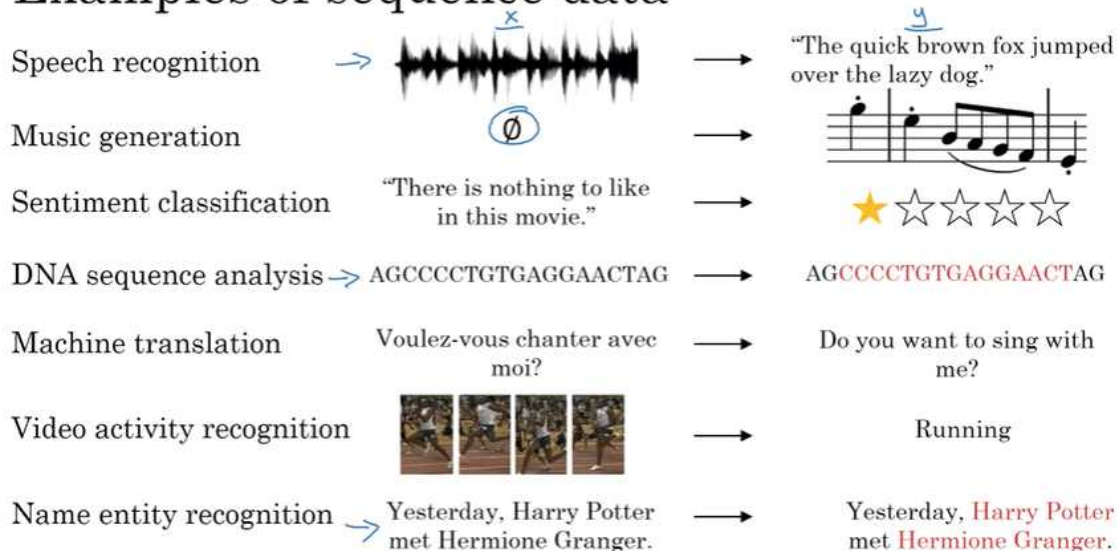 Examples of sequence data
x
y
Speech recognition
“The quick brown fox jumped
over the lazy dog.”
Music generation
∅
Sentiment classification
“There is nothing to like
in this movie.”
DNA sequence analysis
AGCCCCTGTGAGGAACTAG
AGCCCCTGTGAGGAACTAG
Machine translation
Voulez-vous chanter avec
moi?
Do you want to sing with
me?
Video activity recognition
Running
Name entity recognition
Yesterday, Harry Potter
met Hermione Granger.
Yesterday, Harry Potter
met Hermione Granger.